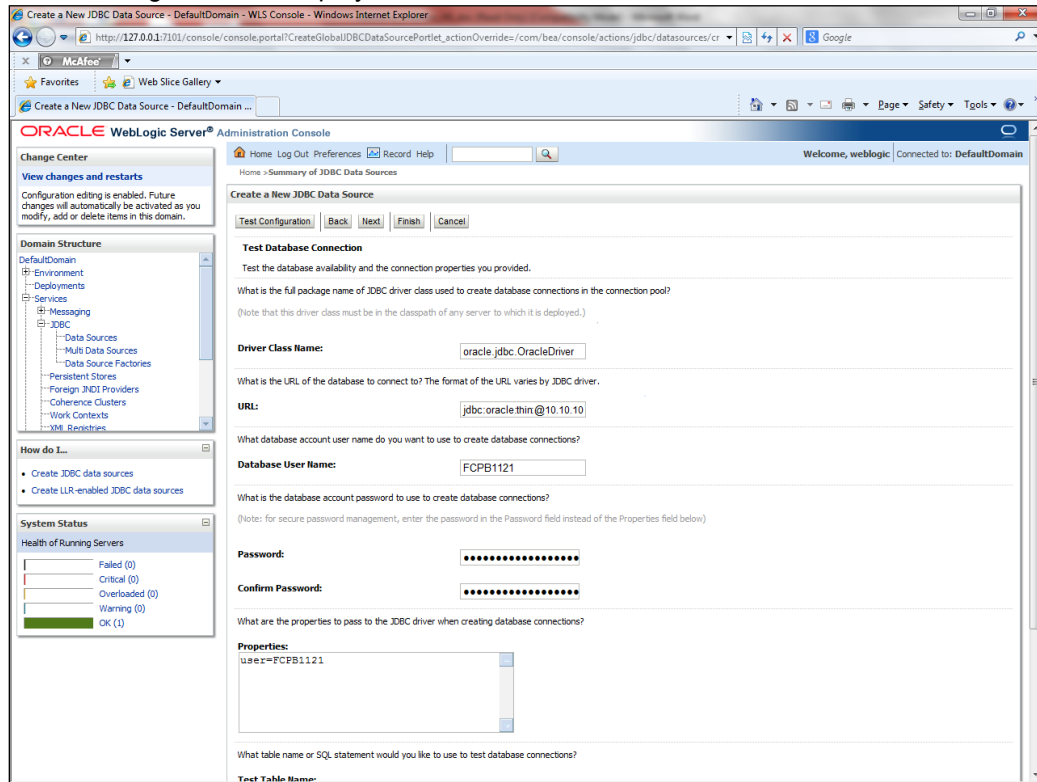 Create a New JDBC Data Source - DefaultDomain - WLS Console - Windows Internet Explorer
http://127.0.0.1:7101/console/console.portal?CreateGlobalJDBCDataSourcePortlet_actionOverride=/com/bea/console/actions/jdbc/datasources/cr
Google
McAfee
Favorites Web Slice Gallery
Create a New JDBC Data Source - DefaultDomain ...
Page Safety Tools
ORACLE WebLogic Server® Administration Console
Change Center
View changes and restarts
Configuration editing is enabled. Future
changes will automatically be activated as you
modify, add or delete items in this domain.
Domain Structure
DefaultDomain
Environment
Deployments
Services
Messaging
JDBC
Data Sources
Multi Data Sources
Data Source Factories
Persistent Stores
Foreign JNDI Providers
Coherence Clusters
Work Contexts
XML Registries
How do I...
Create JDBC data sources
Create LLR-enabled JDBC data sources
System Status
Health of Running Servers
Failed (0)
Critical (0)
Overloaded (0)
Warning (0)
OK (1)
Home Log Out Preferences Record Help
Welcome, weblogic Connected to: DefaultDomain
Home >Summary of JDBC Data Sources
Create a New JDBC Data Source
Test Configuration Back Next Finish Cancel
Test Database Connection
Test the database availability and the connection properties you provided.
What is the full package name of JDBC driver class used to create database connections in the connection pool?
(Note that this driver class must be in the classpath of any server to which it is deployed.)
Driver Class Name: oracle.jdbc.OracleDriver
What is the URL of the database to connect to? The format of the URL varies by JDBC driver.
URL: jdbc:oracle:thin:@10.10.10
What database account user name do you want to use to create database connections?
Database User Name: FCPB1121
What is the database account password to use to create database connections?
(Note: for secure password management, enter the password in the Password field instead of the Properties field below)
Password: ●●●●●●●●●●●●●●●●●●
Confirm Password: ●●●●●●●●●●●●●●●●●●
What are the properties to pass to the JDBC driver when creating database connections?
Properties:
user=FCPB1121
What table name or SQL statement would you like to use to test database connections?
Test Table Name: